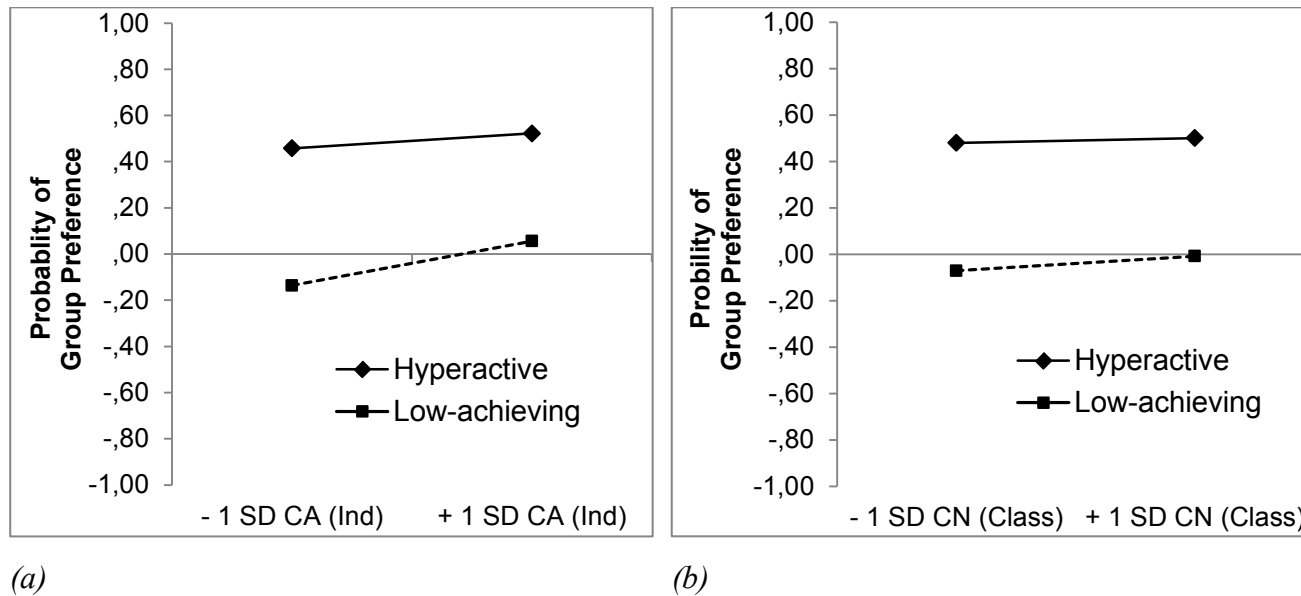 1,00
,80
,60
,40
,20
,00
-,20
-,40
-,60
-,80
-1,00
Probablity of
Group Preference
Hyperactive
Low-achieving
- 1 SD CA (Ind) + 1 SD CA (Ind)
(a)
1,00
,80
,60
,40
,20
,00
-,20
-,40
-,60
-,80
-1,00
Probility of
Group Preference
Hyperactive
Low-achieving
- 1 SD CN (Class) + 1 SD CN (Class)
(b)